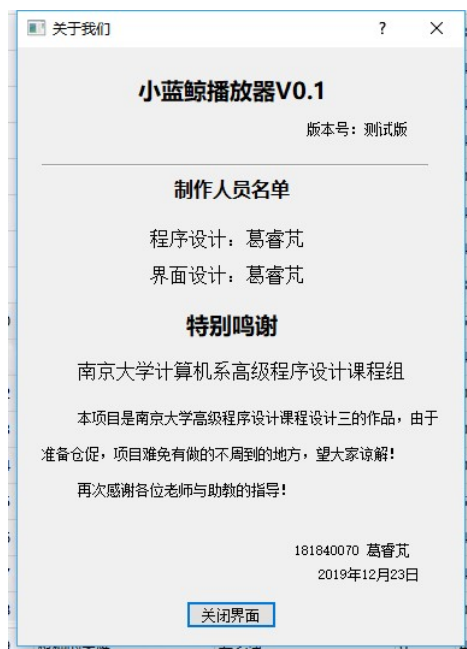 关于我们
小蓝鲸播放器V0.1
版本号：测试版
制作人员名单
程序设计：葛睿芃
界面设计：葛睿芃
特别鸣谢
南京大学计算机系高级程序设计课程组
本项目是南京大学高级程序设计课程设计三的作品，由于
准备仓促，项目难免有做的不周到的地方，望大家谅解！
再次感谢各位老师与助教的指导！
181840070 葛睿芃
2019年12月23日
关闭界面